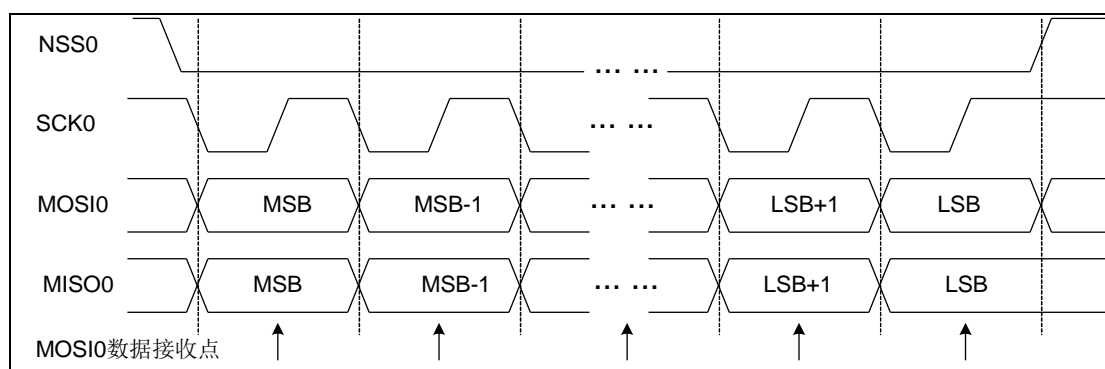 NSS0
... ...
SCK0
... ...
MOSI0 MSB MSB-1 ... ... LSB+1 LSB
MISO0 MSB MSB-1 ... ... LSB+1 LSB
MOSI0数据接收点